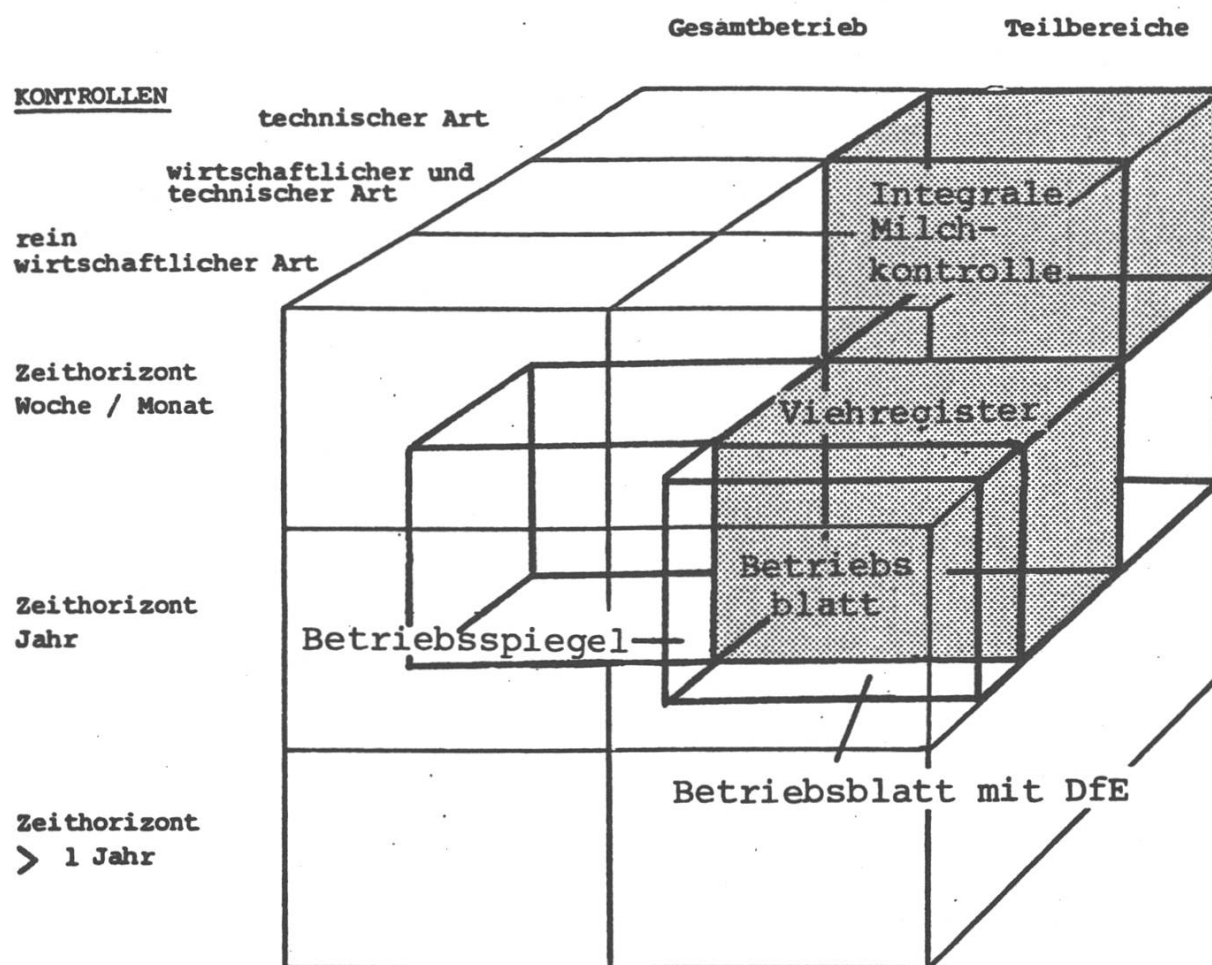 Gesamtbetrieb Teilbereiche
KONTROLLEN
technischer Art
wirtschaftlicher und
technischer Art
rein
wirtschaftlicher Art
Integrale
Milch-
kontrolle
Zeithorizont
Woche / Monat
Viehregister
Betriebs
blatt
Zeithorizont
Jahr
Betriebsspiegel
Betriebsblatt mit DfE
Zeithorizont
> 1 Jahr